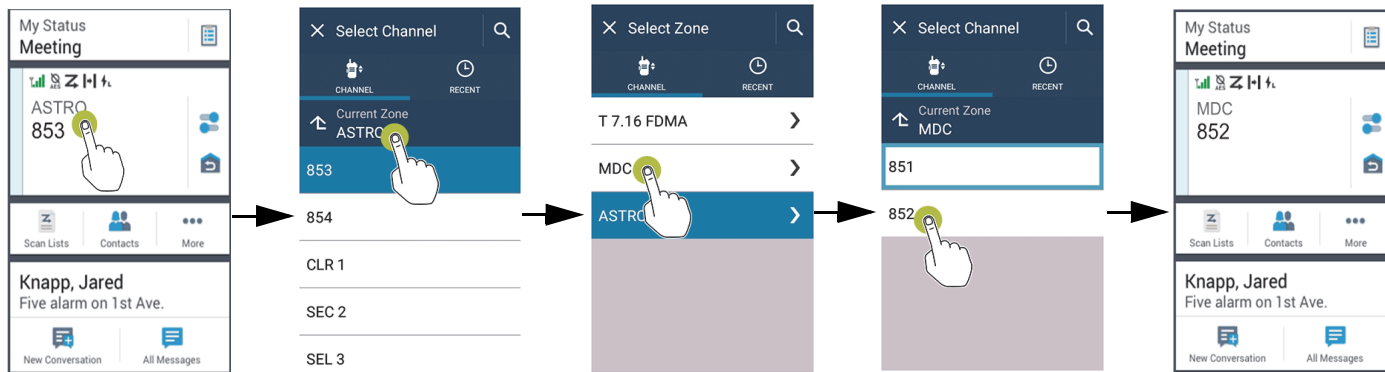 My Status
Meeting
AES
ASTRO
853
Scan Lists
Contacts
More
Knapp, Jared
Five alarm on 1st Ave.
New Conversation
All Messages
Select Channel
CHANNEL
RECENT
Current Zone
ASTRO
853
854
CLR 1
SEC 2
SEL 3
Select Zone
CHANNEL
RECENT
T 7.16 FDMA
MDC
ASTRO
Select Channel
CHANNEL
RECENT
Current Zone
MDC
851
852
My Status
Meeting
AES
MDC
852
Scan Lists
Contacts
More
Knapp, Jared
Five alarm on 1st Ave.
New Conversation
All Messages